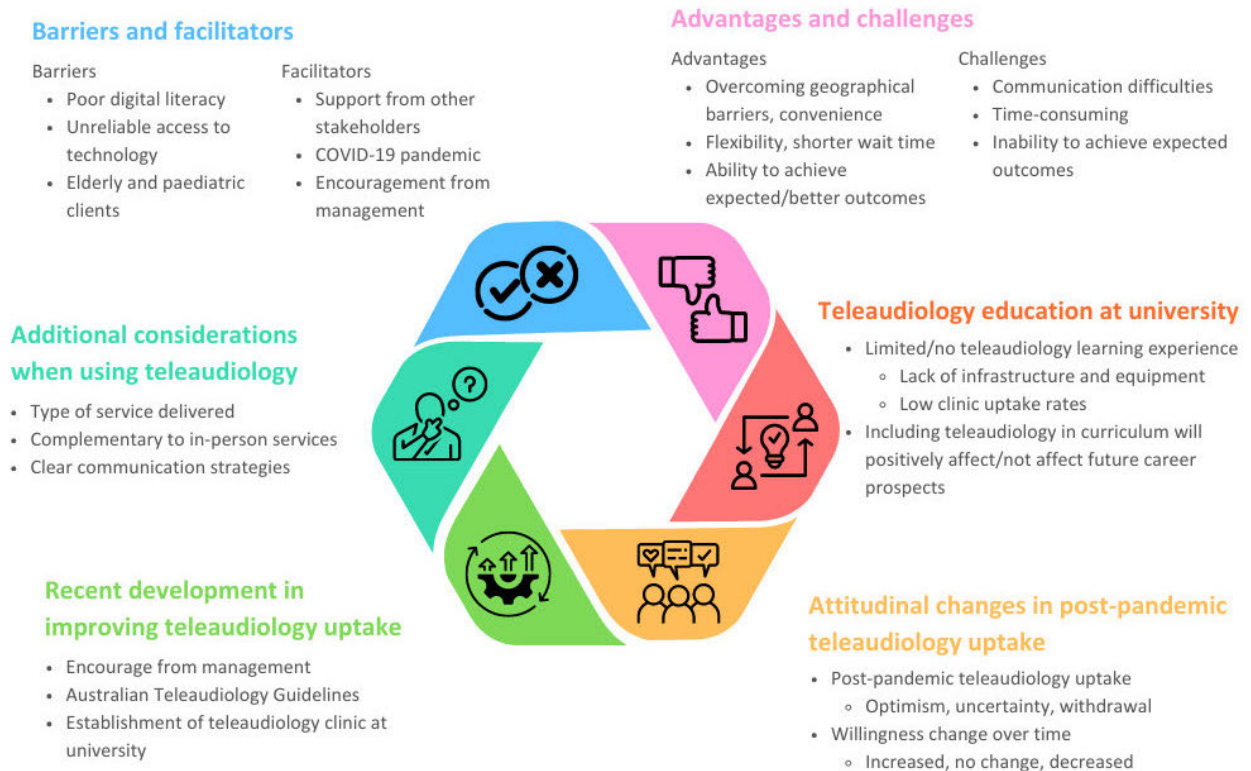 Barriers and facilitators
Barriers
• Poor digital literacy
• Unreliable access to
technology
• Elderly and paediatric
clients
Facilitators
• Support from other
stakeholders
• COVID-19 pandemic
• Encouragement from
management
Advantages and challenges
Advantages
• Overcoming geographical
barriers, convenience
• Flexibility, shorter wait time
• Ability to achieve
expected/better outcomes
Challenges
• Communication difficulties
• Time-consuming
• Inability to achieve expected
outcomes
Additional considerations
when using teleaudiology
• Type of service delivered
• Complementary to in-person services
• Clear communication strategies
?
Teleaudiology education at university
• Limited/no teleaudiology learning experience
○ Lack of infrastructure and equipment
○ Low clinic uptake rates
• Including teleaudiology in curriculum will
positively affect/not affect future career
prospects
Recent development in
improving teleaudiology uptake
• Encourage from management
• Australian Teleaudiology Guidelines
• Establishment of teleaudiology clinic at
university
Attitudinal changes in post-pandemic
teleaudiology uptake
• Post-pandemic teleaudiology uptake
○ Optimism, uncertainty, withdrawal
• Willingness change over time
○ Increased, no change, decreased